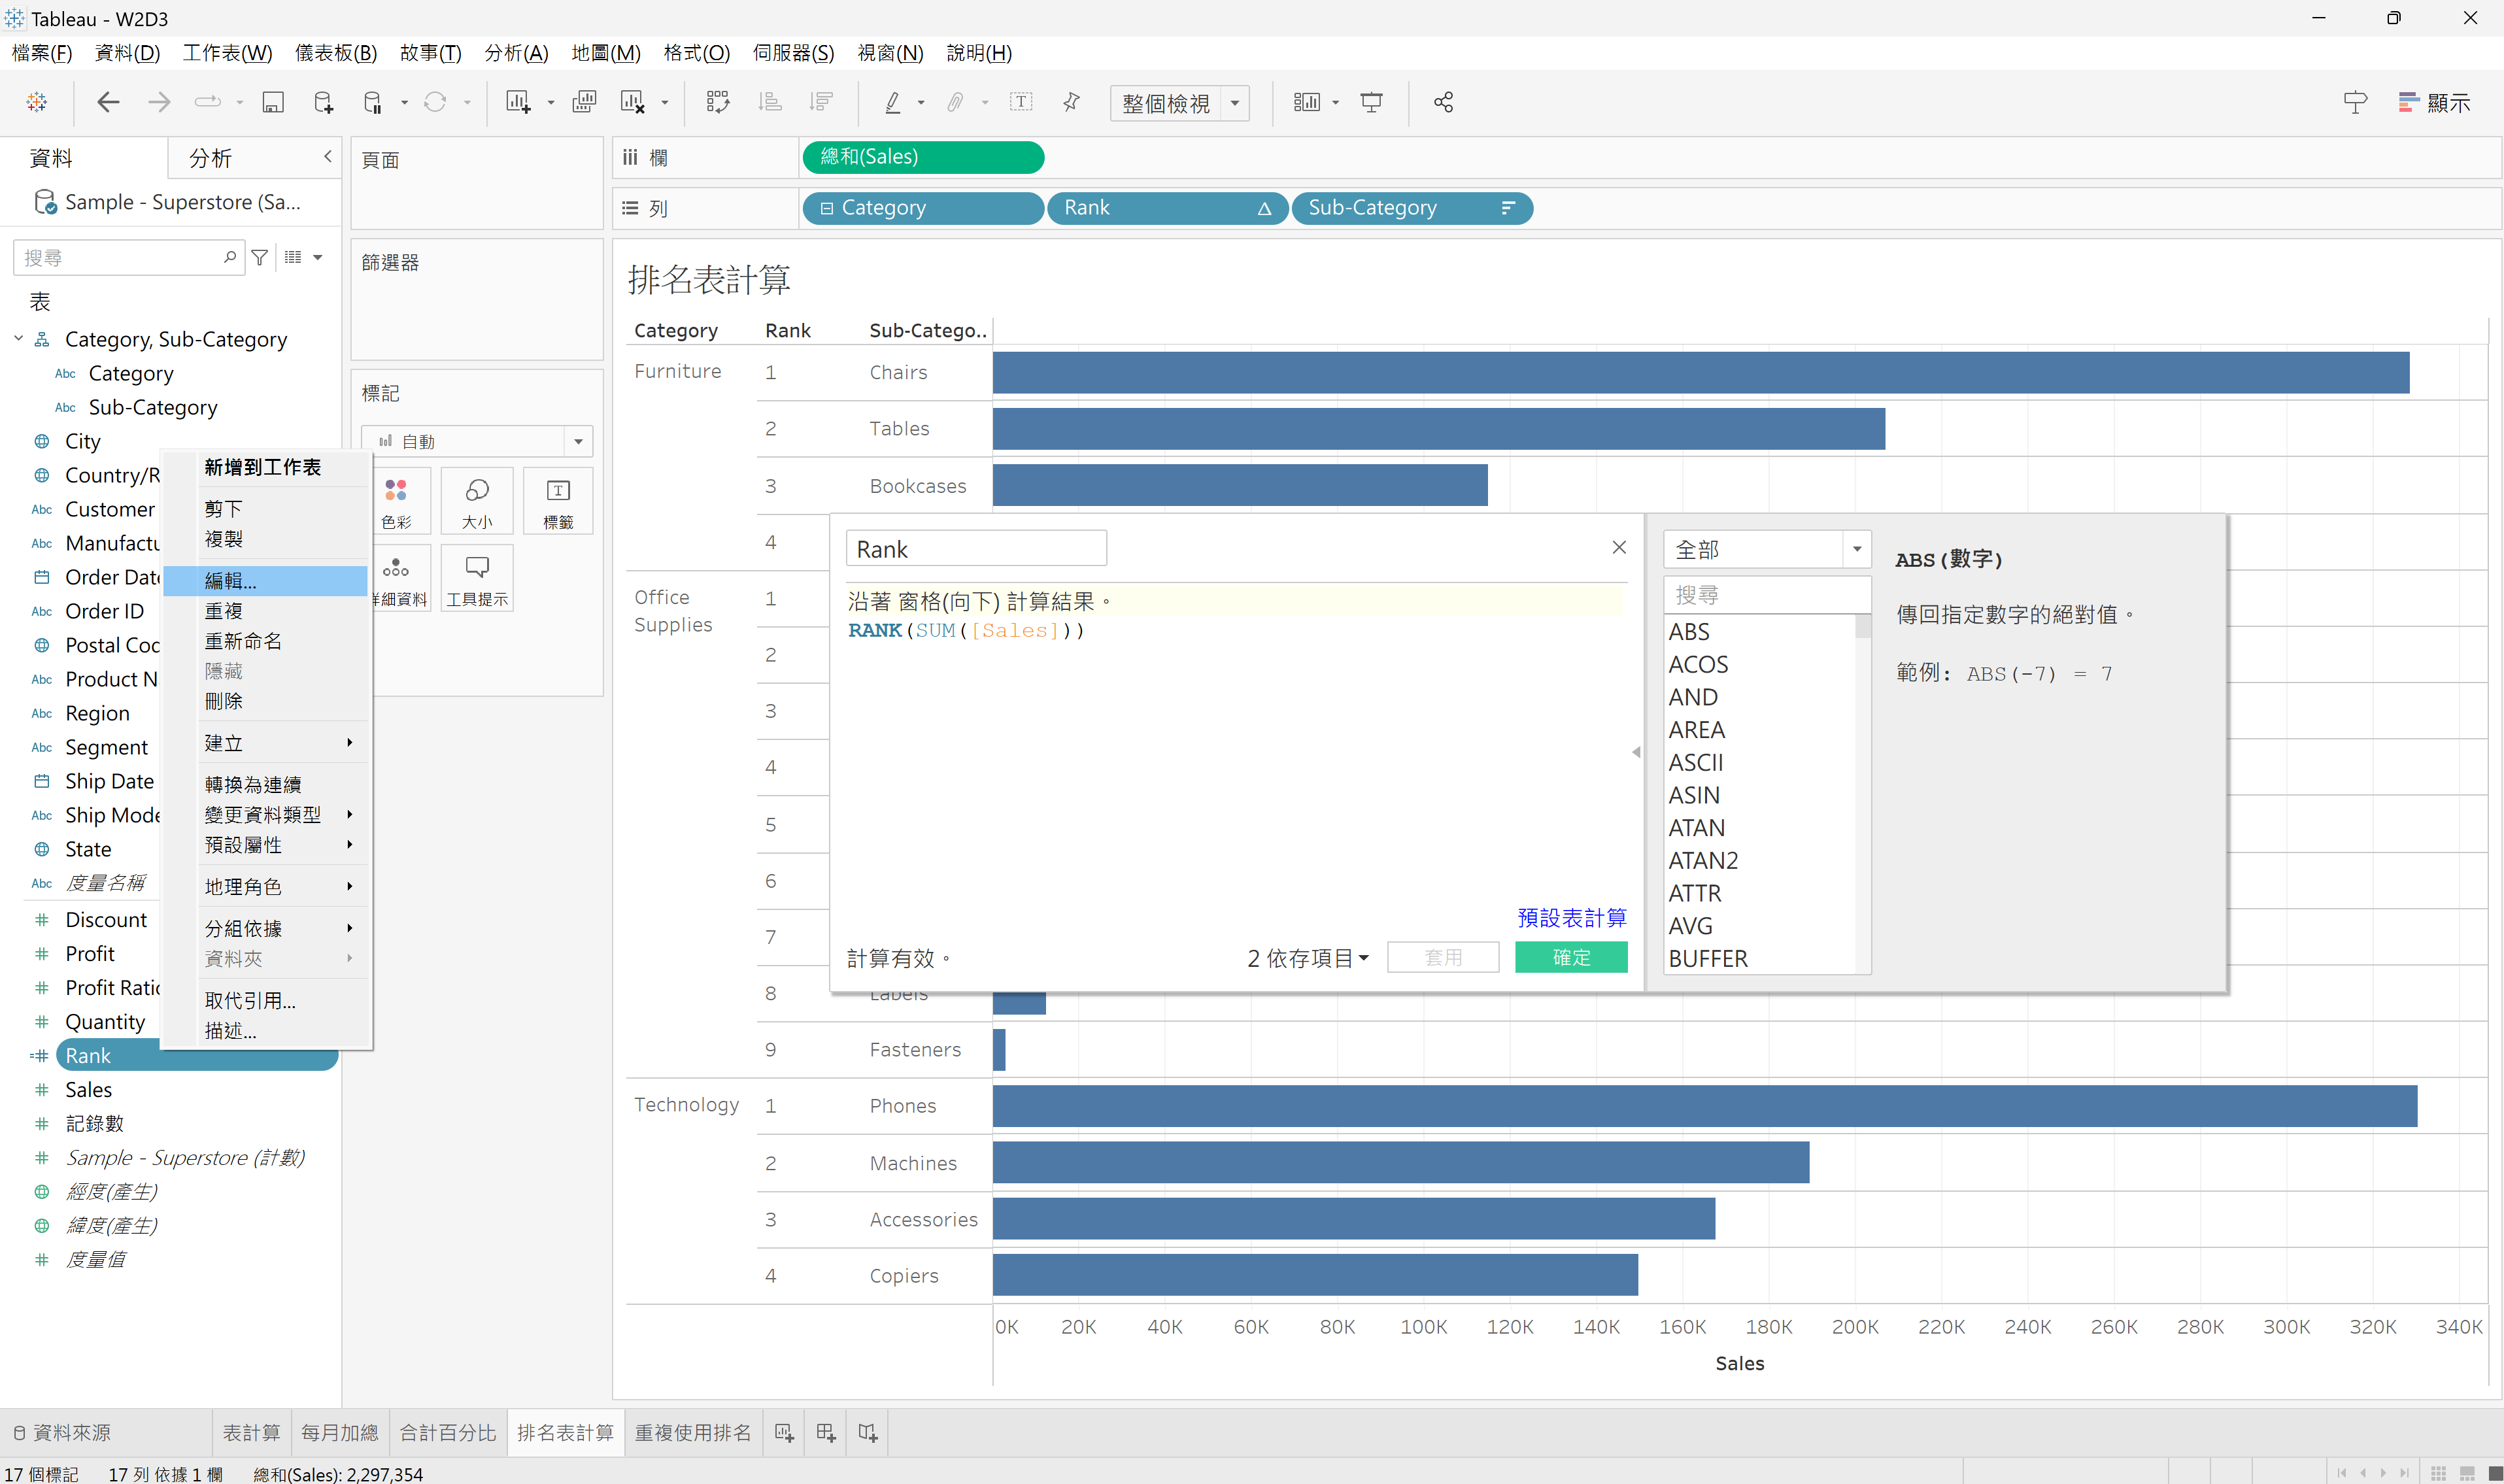 Tableau - W2D3
檔案(F) 資料(D) 工作表(W) 儀表板(B) 故事(T) 分析(A) 地圖(M) 格式(O) 伺服器(S) 視窗(N) 說明(H)
整個檢視
顯示
資料 分析
Sample - Superstore (Sa...
搜尋
表
Category, Sub-Category
Abc Category
Abc Sub-Category
City
Country/R
Abc Customer
Abc Manufactu
Order Date
Abc Order ID
Postal Cod
Abc Product N
Abc Region
Abc Segment
Ship Date
Abc Ship Mode
State
Abc 度量名稱
Discount
Profit
Profit Ratio
Quantity
Rank
Sales
記錄數
Sample - Superstore (計數)
經度(產生)
緯度(產生)
度量值
新增到工作表
剪下
複製
編輯...
重複
重新命名
隱藏
刪除
建立
轉換為連續
變更資料類型
預設屬性
地理角色
分組依據
資料夾
取代引用...
描述...
頁面
篩選器
標記
自動
色彩 大小 標籤
詳細資料 工具提示
欄 總和(Sales)
列 Category Rank Sub-Category
排名表計算
Category Rank Sub-Catego..
Furniture 1 Chairs
2 Tables
3 Bookcases
4
Office Supplies 1
2
3
4
5
6
7
8 Labels
9 Fasteners
Technology 1 Phones
2 Machines
3 Accessories
4 Copiers
0K 20K 40K 60K 80K 100K 120K 140K 160K 180K 200K 220K 240K 260K 280K 300K 320K 340K
Sales
Rank
沿著 窗格(向下) 計算結果。
RANK(SUM([Sales]))
預設表計算
計算有效。 2 依存項目 套用 確定
全部
搜尋
ABS
ACOS
AND
AREA
ASCII
ASIN
ATAN
ATAN2
ATTR
AVG
BUFFER
ABS(數字)
傳回指定數字的絕對值。
範例: ABS(-7) = 7
資料來源 表計算 每月加總 合計百分比 排名表計算 重複使用排名
17 個標記 17 列 依據 1 欄 總和(Sales): 2,297,354